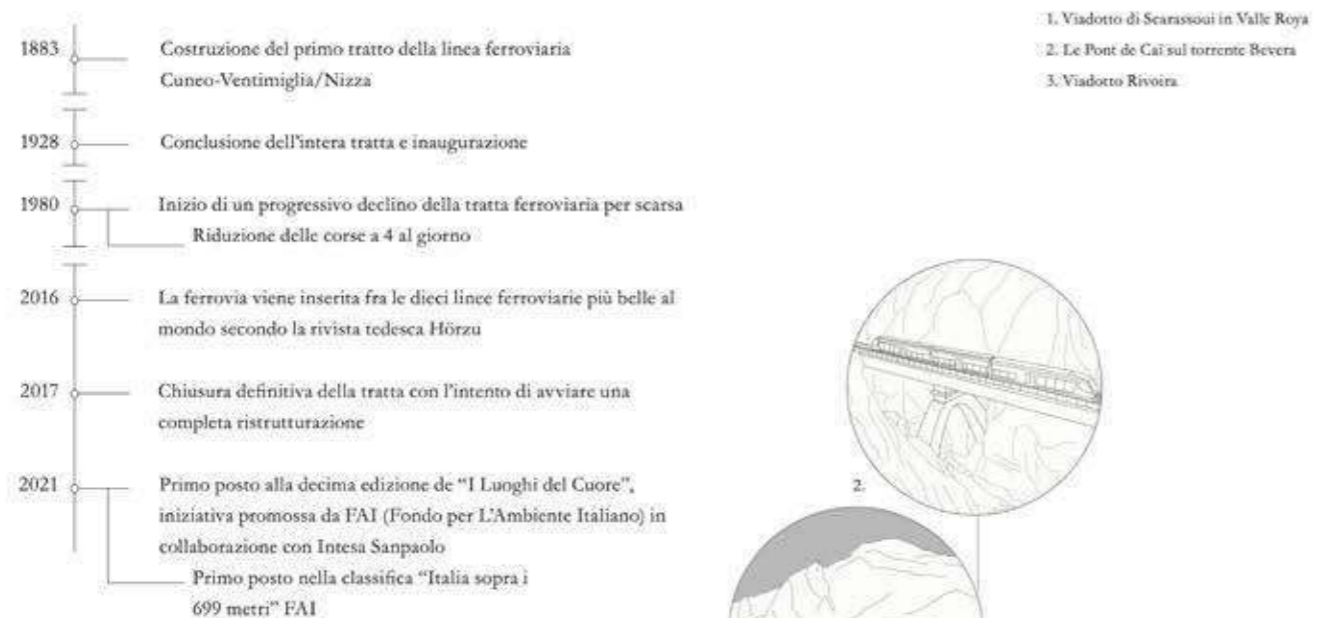 1883
Costruzione del primo tratto della linea ferroviaria
Cuneo-Ventimiglia/Nizza
1928
Conclusione dell'intera tratta e inaugurazione
1980
Inizio di un progressivo declino della tratta ferroviaria per scarsa
Riduzione delle corse a 4 al giorno
2016
La ferrovia viene inserita fra le dieci linee ferroviarie più belle al
mondo secondo la rivista tedesca Hörzu
2017
Chiusura definitiva della tratta con l'intento di avviare una
completa ristrutturazione
2021
Primo posto alla decima edizione de “I Luoghi del Cuore”,
iniziativa promossa da FAI (Fondo per L'Ambiente Italiano) in
collaborazione con Intesa Sanpaolo
Primo posto nella classifica “Italia sopra i
699 metri” FAI
1. Viadotto di Scarassoui in Valle Roya
2. Le Pont de Caï sul torrente Bevera
3. Viadotto Rivoira
2.